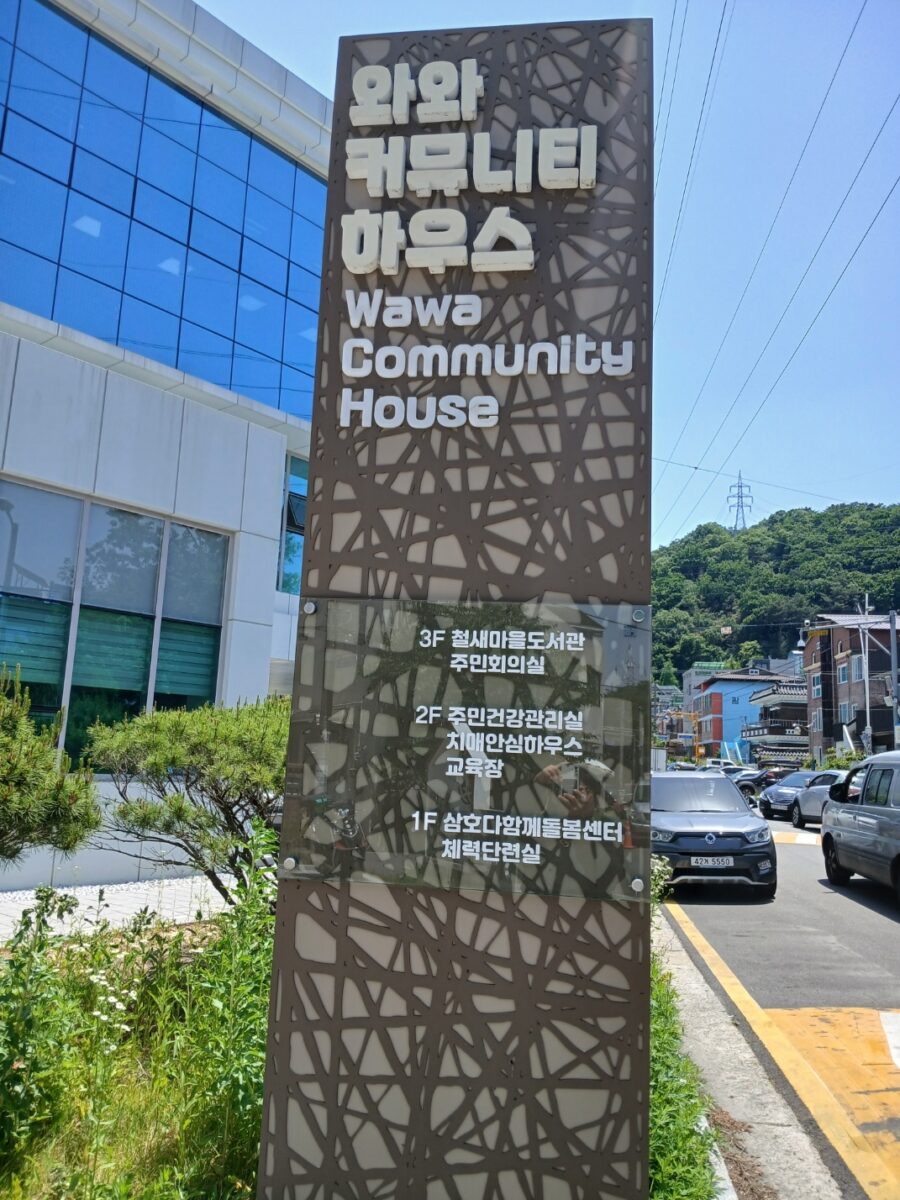 와와
커뮤니티
하우스
Wawa
Community
House
3F 철새마을도서관
주민회의실
2F 주민건강관리실
치매안심하우스
교육장
1F 삼호다함께돌봄센터
체력단련실